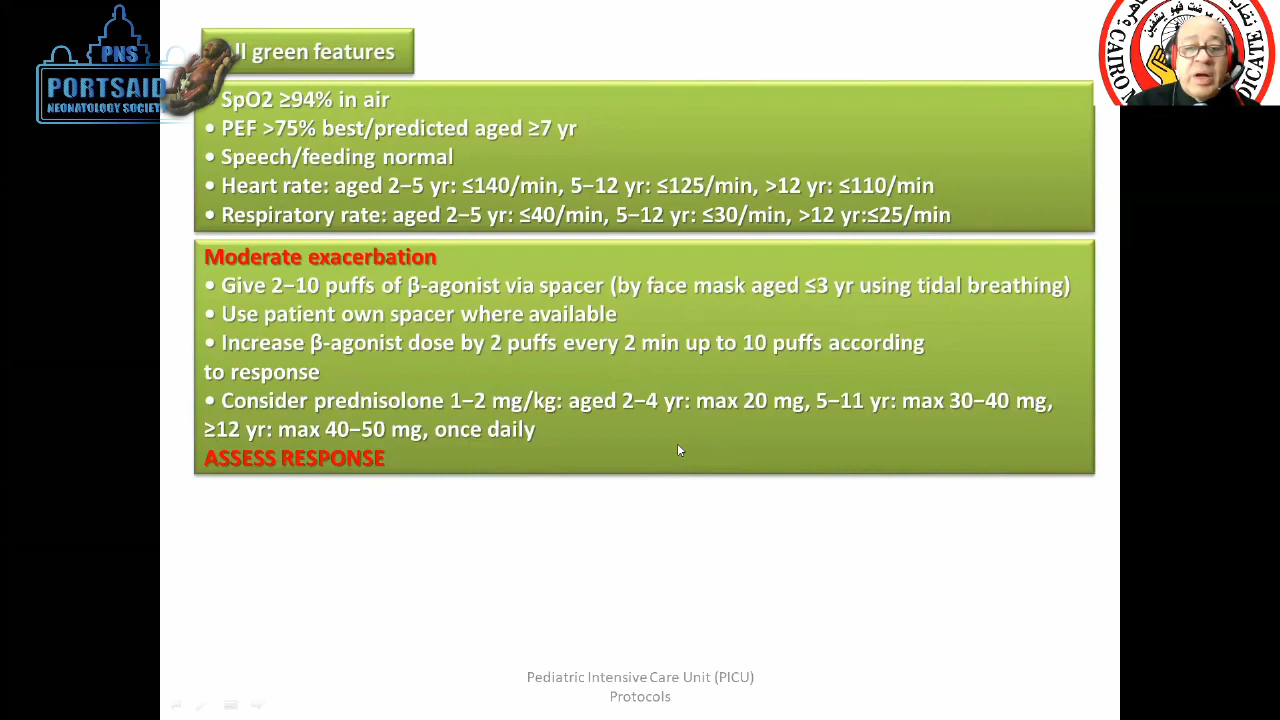 PNS
PORTSAID
NEONATOLOGY SOCIET
ll green features
SpO2 ≥94% in air
• PEF >75% best/predicted aged ≥7 yr
• Speech/feeding normal
• Heart rate: aged 2−5 yr: ≤140/min, 5−12 yr: ≤125/min, >12 yr: ≤110/min
• Respiratory rate: aged 2−5 yr: ≤40/min, 5−12 yr: ≤30/min, >12 yr:≤25/min
Moderate exacerbation
• Give 2−10 puffs of β-agonist via spacer (by face mask aged ≤3 yr using tidal breathing)
• Use patient own spacer where available
• Increase β-agonist dose by 2 puffs every 2 min up to 10 puffs according
to response
• Consider prednisolone 1−2 mg/kg: aged 2−4 yr: max 20 mg, 5−11 yr: max 30−40 mg,
≥12 yr: max 40−50 mg, once daily
ASSESS RESPONSE
Pediatric Intensive Care Unit (PICU)
Protocols
CAIRO